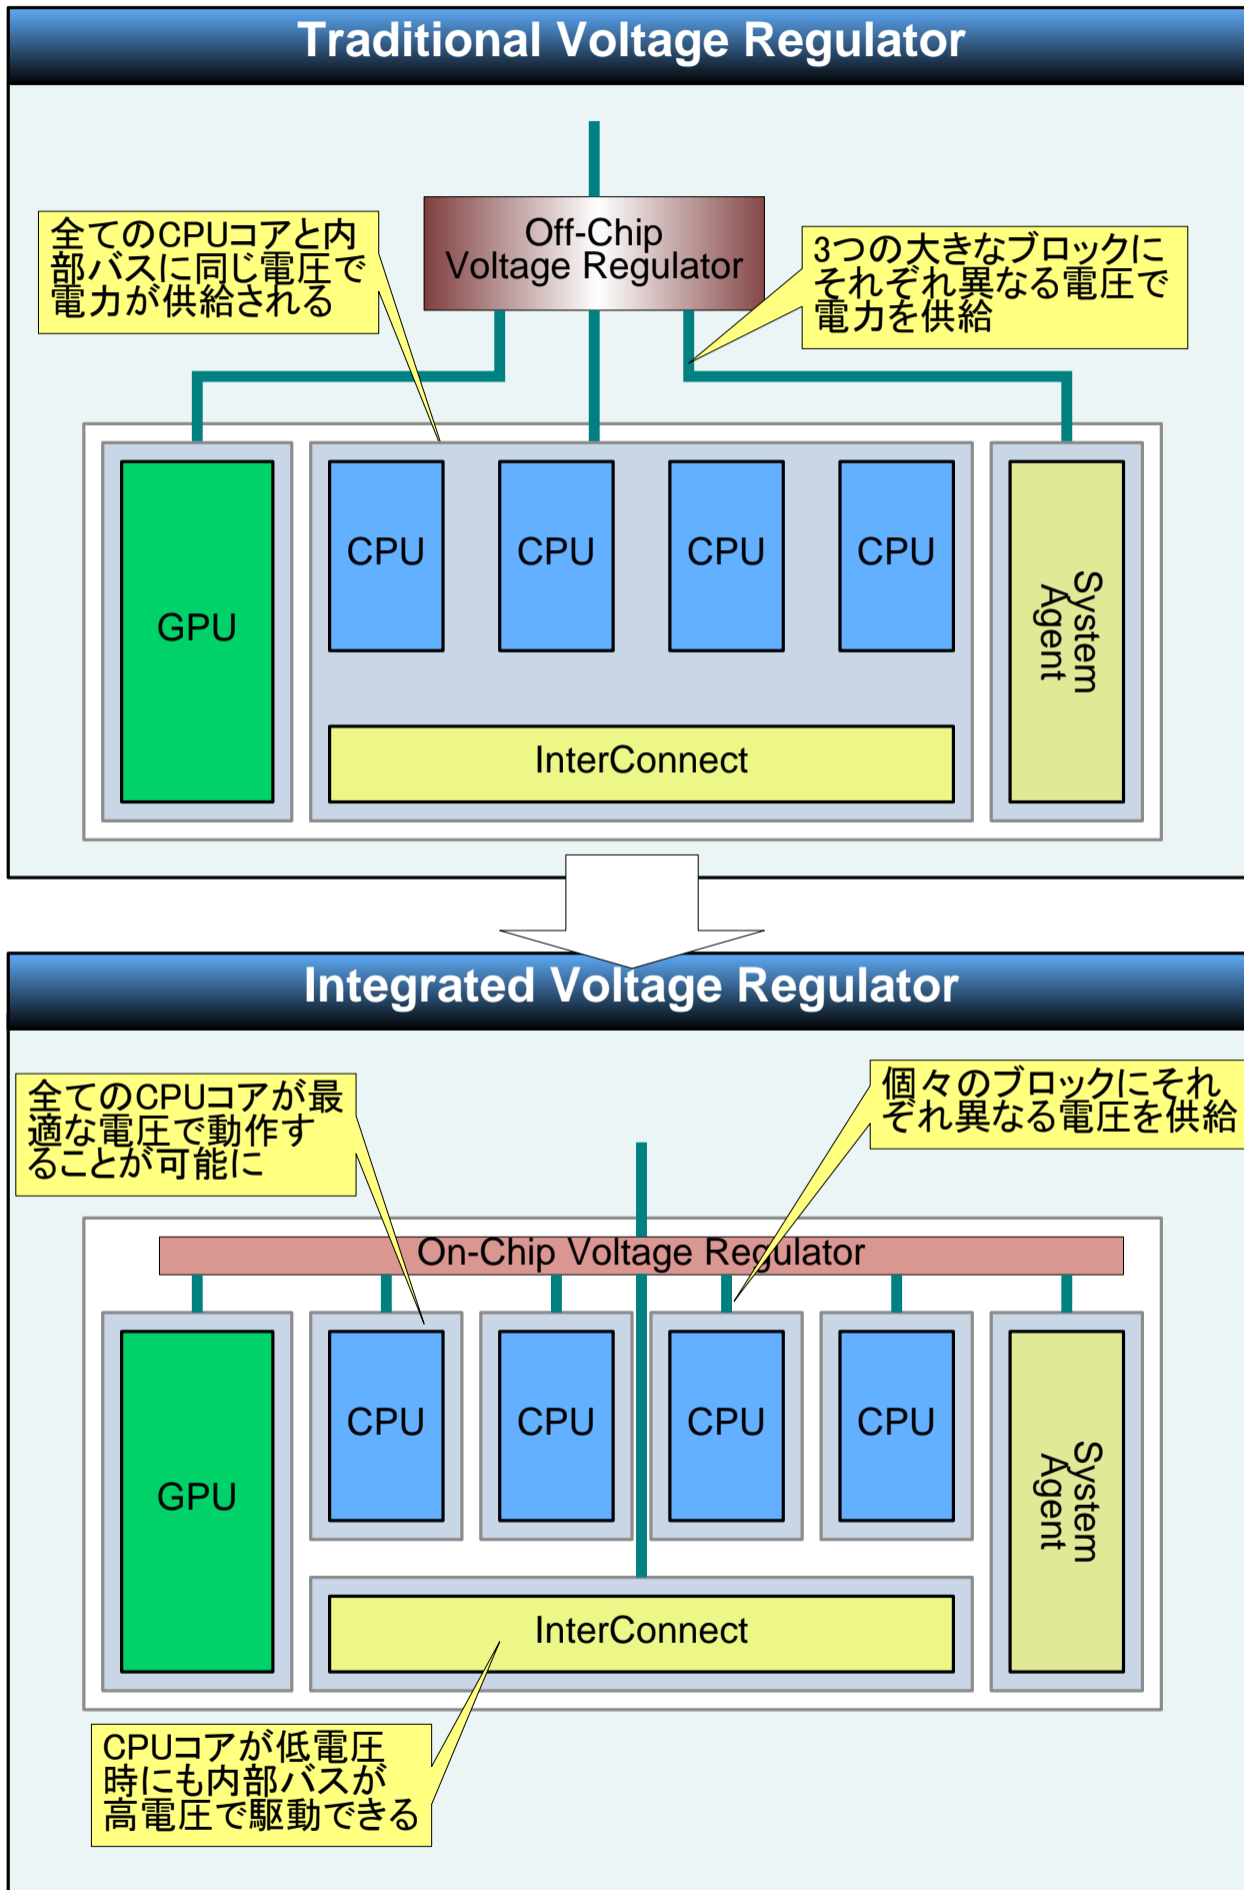 Traditional Voltage Regulator
全てのCPUコアと内
部バスに同じ電圧で
電力が供給される
Off-Chip
Voltage Regulator
3つの大きなブロックに
それぞれ異なる電圧で
電力を供給
GPU
CPU
CPU
CPU
CPU
System
Agent
InterConnect
Integrated Voltage Regulator
全てのCPUコアが最
適な電圧で動作す
ることが可能に
個々のブロックにそれ
ぞれ異なる電圧を供給
On-Chip Voltage Regulator
GPU
CPU
CPU
CPU
CPU
System
Agent
InterConnect
CPUコアが低電圧
時にも内部バスが
高電圧で駆動できる